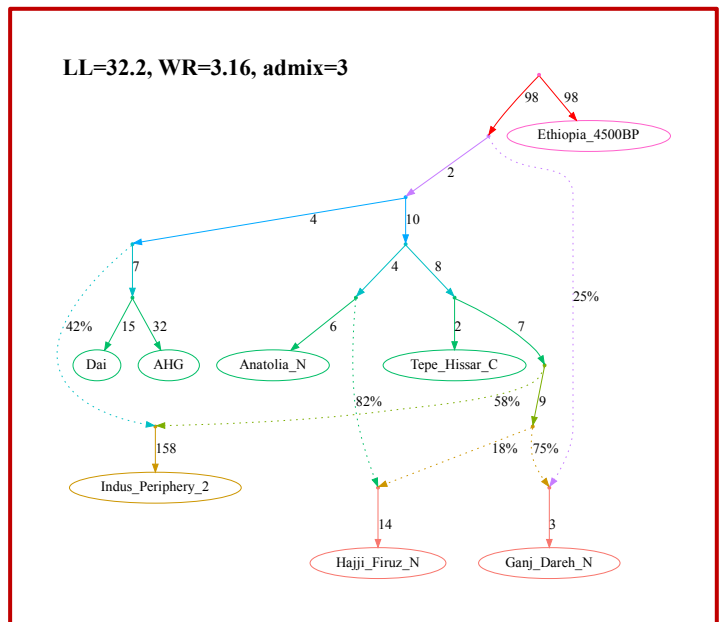 LL=32.2, WR=3.16, admix=3
98 98
Ethiopia_4500BP
2
4 10
7 4 8
25%
42% 15 32 6 2 7
Dai AHG Anatolia_N Tepe_Hissar_C
82% 58% 9
158 18% 75%
Indus_Periphery_2
14 3
Hajji_Firuz_N Ganj_Dareh_N